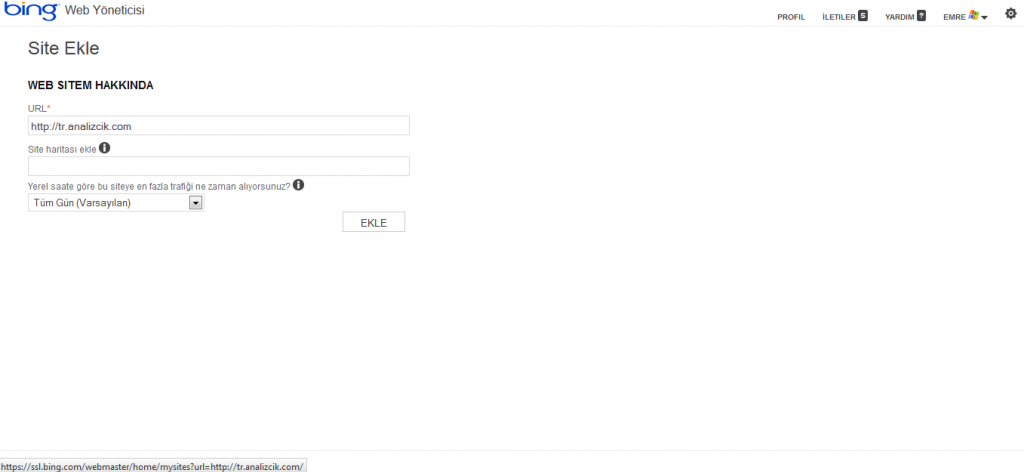 bing Web Yöneticisi
PROFIL İLETİLER 5 YARDIM ? EMRE
Site Ekle
WEB SITEM HAKKINDA
URL*
http://tr.analizcik.com
Site haritası ekle
Yerel saate göre bu siteye en fazla trafiği ne zaman alıyorsunuz?
Tüm Gün (Varsayılan)
EKLE
https://ssl.bing.com/webmaster/home/mysites?url=http://tr.analizcik.com/